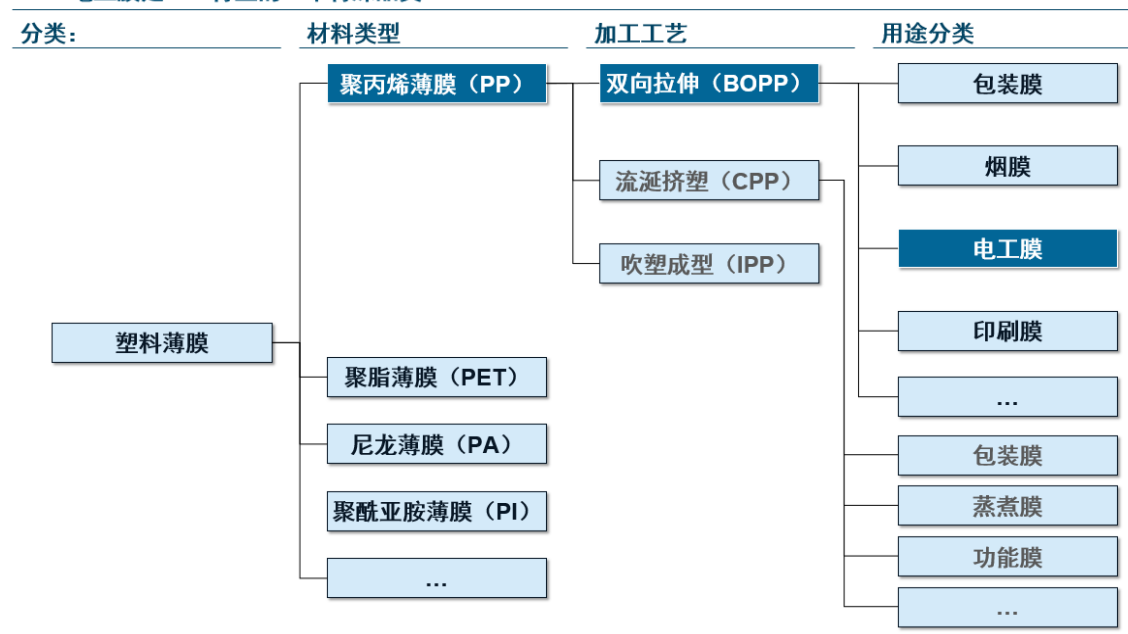 分类：
材料类型
加工工艺
用途分类
聚丙烯薄膜（PP）
双向拉伸（BOPP）
包装膜
流涎挤塑（CPP）
烟膜
电工膜
吹塑成型（IPP）
印刷膜
塑料薄膜
聚脂薄膜（PET）
…
尼龙薄膜（PA）
包装膜
聚酰亚胺薄膜（PI）
蒸煮膜
功能膜
…
…